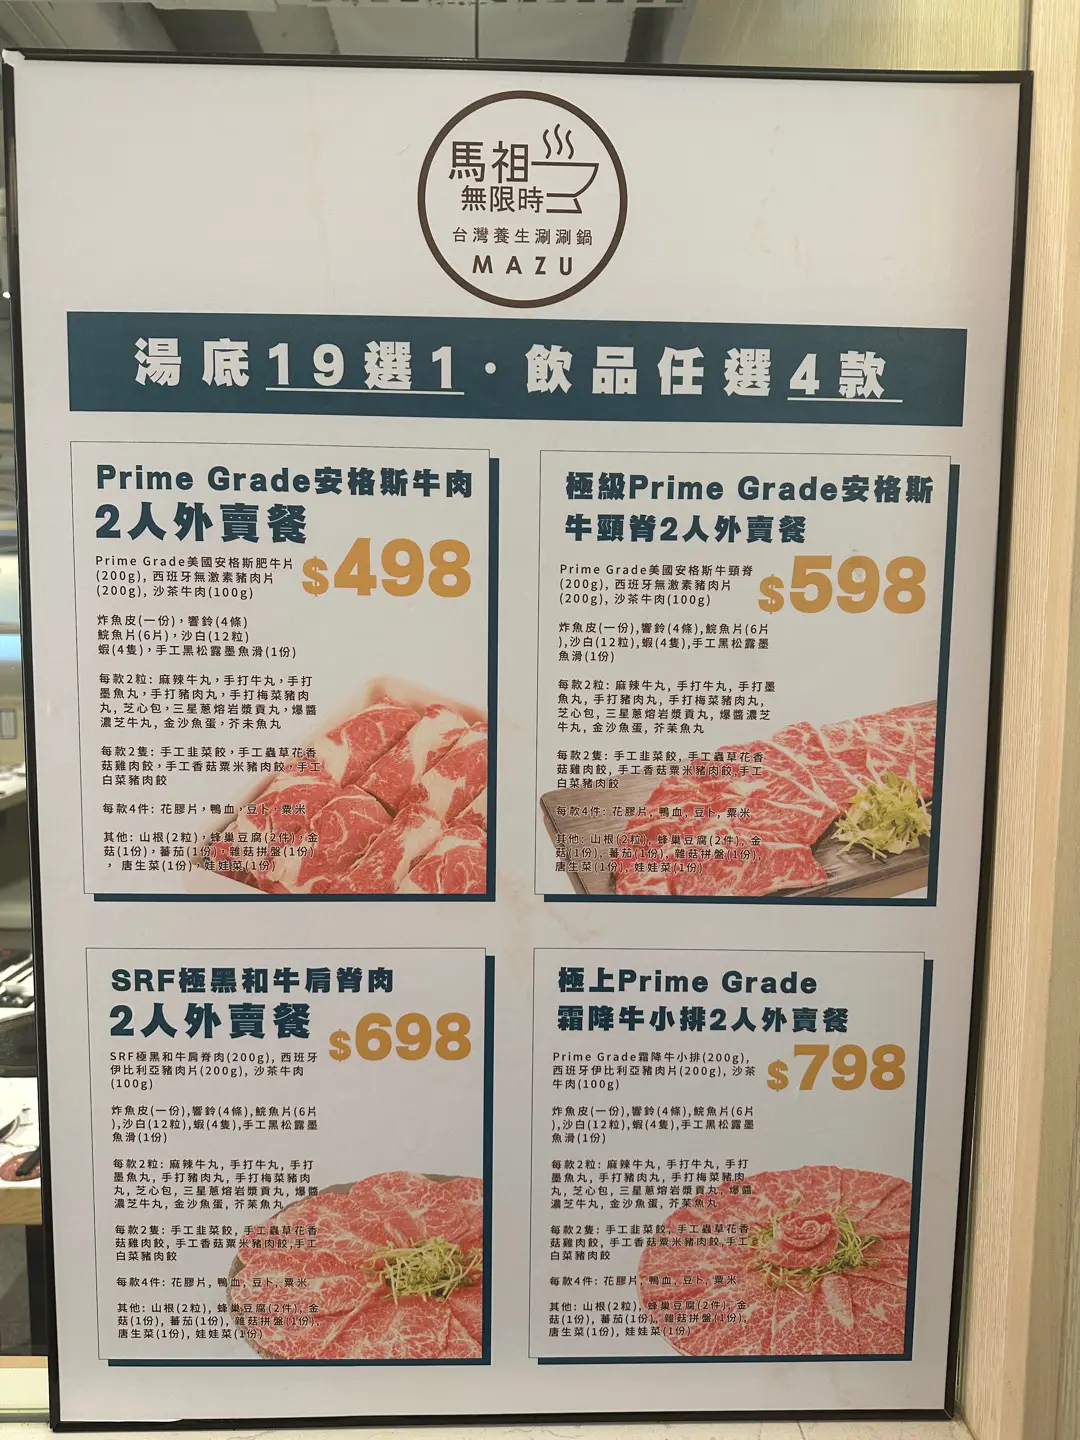 馬祖
無限時
台灣養生涮涮鍋
MAZU
湯底19選1·飲品任選4款
Prime Grade安格斯牛肉
2人外賣餐
$498
Prime Grade美國安格斯肥牛片
(200g), 西班牙無激素豬肉片
(200g), 沙茶牛肉(100g)
炸魚皮(一份)，響鈴(4條)
鯇魚片(6片)，沙白(12粒)
蝦(4隻)，手工黑松露墨魚滑(1份)
每款2粒: 麻辣牛丸，手打牛丸，手打
墨魚丸，手打豬肉丸，手打梅菜豬肉
丸, 芝心包，三星蔥熔岩漿貢丸，爆醬
濃芝牛丸，金沙魚蛋，芥未魚丸
每款2隻: 手工韭菜餃，手工蟲草花香
菇雞肉餃，手工香菇粟米豬肉餃，手工
白菜豬肉餃
每款4件: 花膠片，鴨血，豆卜，粟米
其他: 山根(2粒)，蜂巢豆腐(2件)，金
菇(1份)，蕃茄(1份)，雜菇拼盤(1份)
，唐生菜(1份)，娃娃菜(1份)
極級Prime Grade安格斯
牛頸脊2人外賣餐
$598
Prime Grade美國安格斯牛頸脊
(200g), 西班牙無激素豬肉片
(200g), 沙茶牛肉(100g)
炸魚皮(一份),響鈴(4條),鯇魚片(6片
),沙白(12粒),蝦(4隻),手工黑松露墨
魚滑(1份)
每款2粒: 麻辣牛丸, 手打牛丸, 手打墨
魚丸, 手打豬肉丸, 手打梅菜豬肉丸,
芝心包, 三星蔥熔岩漿貢丸, 爆醬濃芝
牛丸, 金沙魚蛋, 芥茉魚丸
每款2隻: 手工韭菜餃, 手工蟲草花香
菇雞肉餃, 手工香菇粟米豬肉餃,手工
白菜豬肉餃
每款4件: 花膠片, 鴨血, 豆卜, 粟米
其他: 山根(2粒), 蜂巢豆腐(2件), 金
菇(1份), 蕃茄(1份), 雜菇拼盤(1份),
唐生菜(1份), 娃娃菜(1份)
SRF極黑和牛肩脊肉
2人外賣餐
$698
SRF極黑和牛肩脊肉(200g), 西班牙
伊比利亞豬肉片(200g), 沙茶牛肉
(100g)
炸魚皮(一份),響鈴(4條),鯇魚片(6片
),沙白(12粒),蝦(4隻),手工黑松露墨
魚滑(1份)
每款2粒: 麻辣牛丸, 手打牛丸, 手打
墨魚丸, 手打豬肉丸, 手打梅菜豬肉
丸, 芝心包, 三星蔥熔岩漿貢丸, 爆醬
濃芝牛丸, 金沙魚蛋, 芥茉魚丸
每款2隻: 手工韭菜餃, 手工蟲草花香
菇雞肉餃, 手工香菇粟米豬肉餃,手工
白菜豬肉餃
每款4件: 花膠片, 鴨血, 豆卜, 粟米
其他: 山根(2粒), 蜂巢豆腐(2件), 金
菇(1份), 蕃茄(1份), 雜菇拼盤(1份),
唐生菜(1份), 娃娃菜(1份)
極上Prime Grade
霜降牛小排2人外賣餐
$798
Prime Grade霜降牛小排(200g),
西班牙伊比利亞豬肉片(200g), 沙茶
牛肉(100g)
炸魚皮(一份),響鈴(4條),鯇魚片(6片
),沙白(12粒),蝦(4隻),手工黑松露墨
魚滑(1份)
每款2粒: 麻辣牛丸, 手打牛丸, 手打
墨魚丸, 手打豬肉丸, 手打梅菜豬肉
丸, 芝心包, 三星蔥熔岩漿貢丸, 爆醬
濃芝牛丸, 金沙魚蛋, 芥茉魚丸
每款2隻: 手工韭菜餃, 手工蟲草花香
菇雞肉餃, 手工香菇粟米豬肉餃,手工
白菜豬肉餃
每款4件: 花膠片, 鴨血, 豆卜, 粟米
其他: 山根(2粒), 蜂巢豆腐(2件), 金
菇(1份), 蕃茄(1份), 雜菇拼盤(1份),
唐生菜(1份), 娃娃菜(1份)